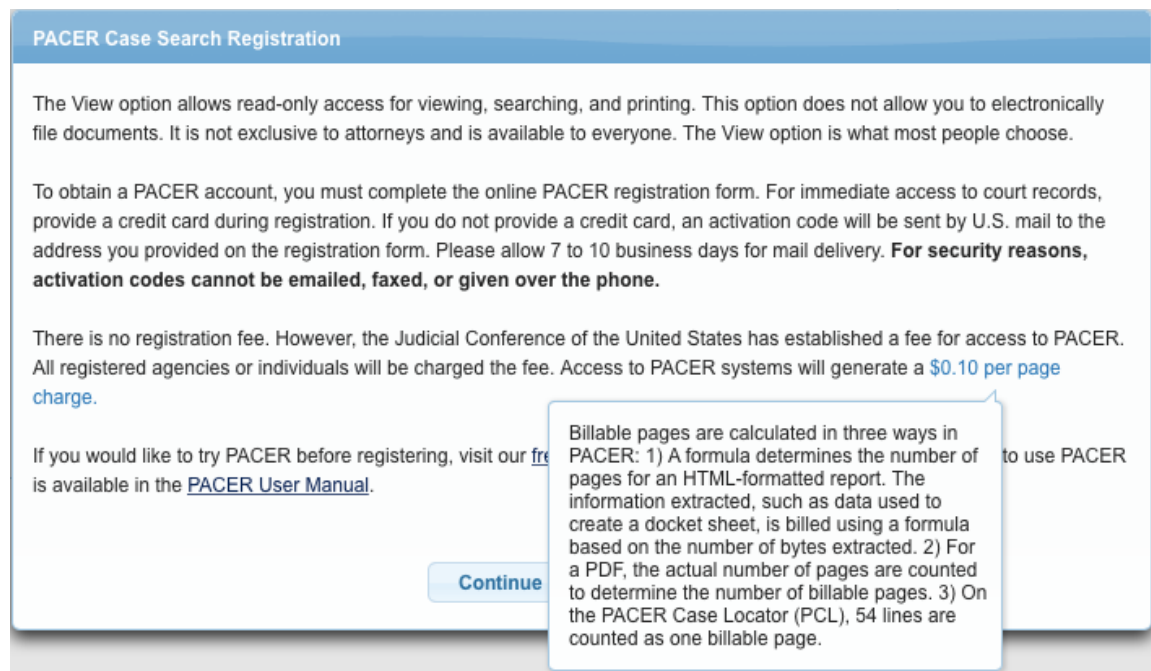 PACER Case Search Registration
The View option allows read-only access for viewing, searching, and printing. This option does not allow you to electronically
file documents. It is not exclusive to attorneys and is available to everyone. The View option is what most people choose.
To obtain a PACER account, you must complete the online PACER registration form. For immediate access to court records,
provide a credit card during registration. If you do not provide a credit card, an activation code will be sent by U.S. mail to the
address you provided on the registration form. Please allow 7 to 10 business days for mail delivery. For security reasons,
activation codes cannot be emailed, faxed, or given over the phone.
There is no registration fee. However, the Judicial Conference of the United States has established a fee for access to PACER.
All registered agencies or individuals will be charged the fee. Access to PACER systems will generate a $0.10 per page
charge.
If you would like to try PACER before registering, visit our to use PACER
is available in the PACER User Manual.
Continue
Billable pages are calculated in three ways in
PACER: 1) A formula determines the number of
pages for an HTML-formatted report. The
information extracted, such as data used to
create a docket sheet, is billed using a formula
based on the number of bytes extracted. 2) For
a PDF, the actual number of pages are counted
to determine the number of billable pages. 3) On
the PACER Case Locator (PCL), 54 lines are
counted as one billable page.